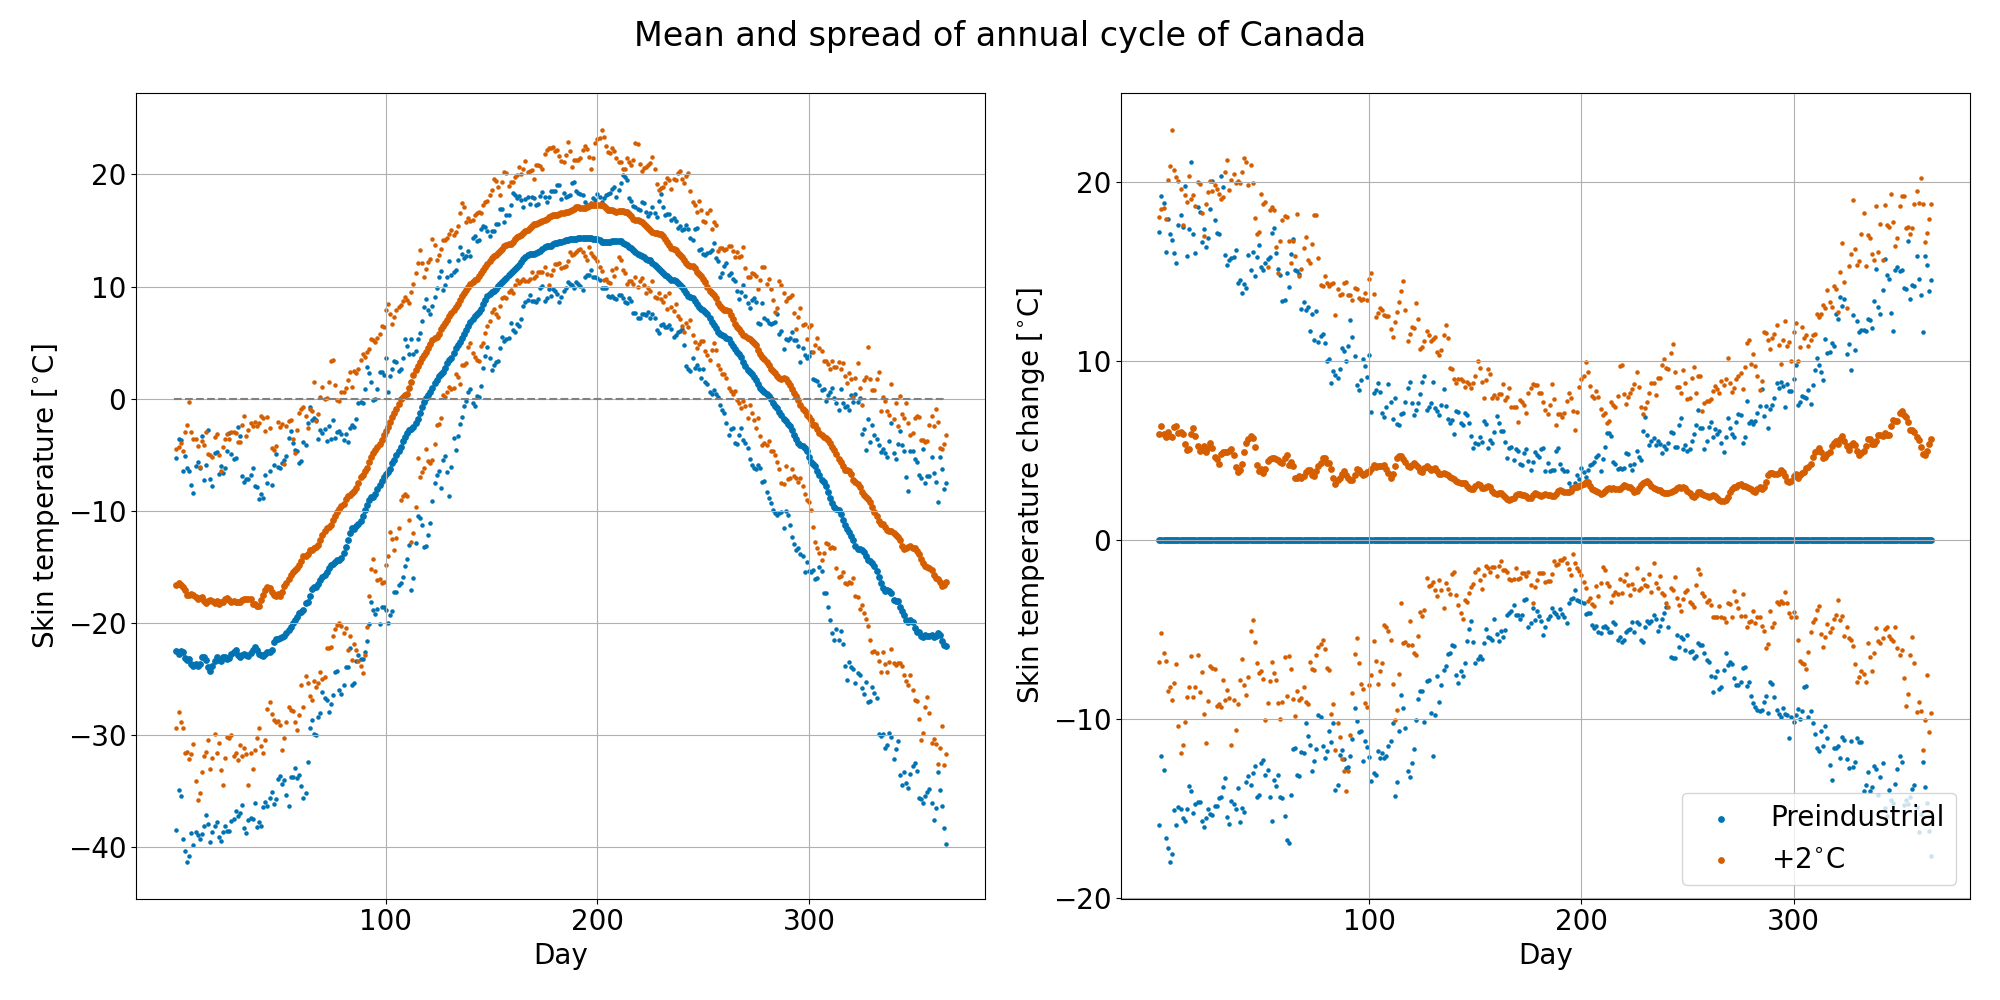 Mean and spread of annual cycle of Canada
Skin temperature [°C]
20
10
0
−10
−20
−30
−40
100
200
300
Day
Skin temperature change [°C]
20
10
0
−10
−20
100
200
300
Day
Preindustrial
+2°C